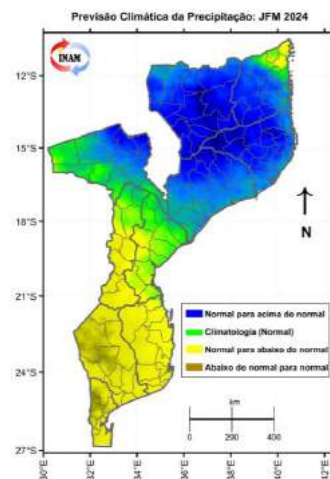 Previsão Climática da Precipitação: JFM 2024
INAM
12°S
15°S
18°S
21°S
24°S
27°S
N
Normal para acima do normal
Climatologia (Normal)
Normal para abaixo do normal
Abaixo do normal para normal
km
0 200 400
30°E 32°E 34°E 36°E 38°E 40°E 42°E